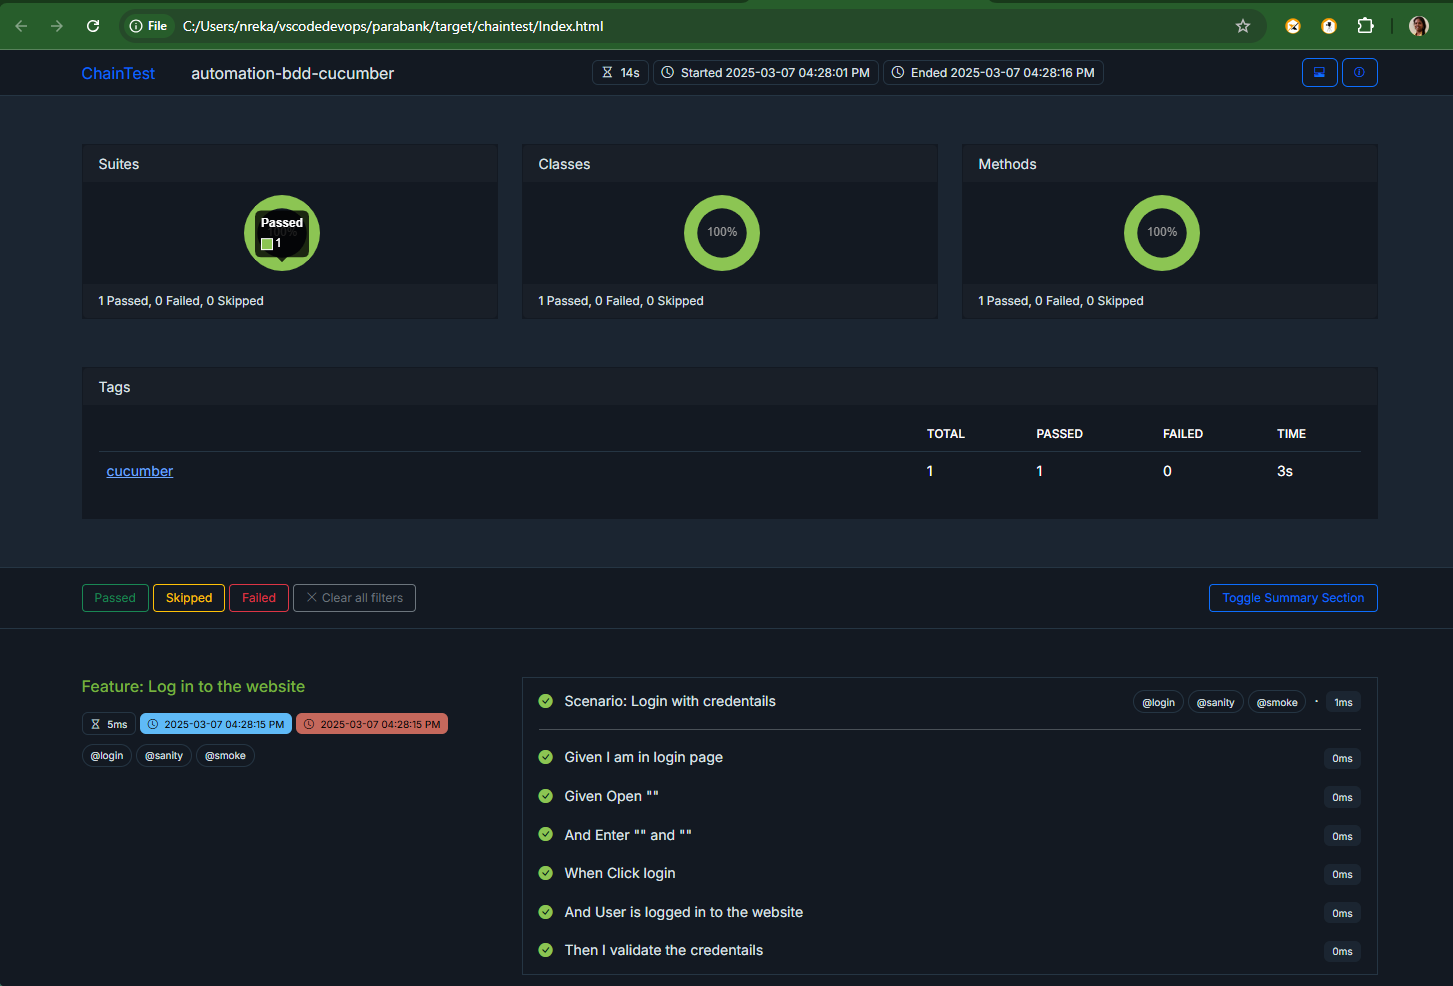 File C:/Users/nreka/vscodedevops/parabank/target/chaintest/Index.html
ChainTest automation-bdd-cucumber 14s Started 2025-03-07 04:28:01 PM Ended 2025-03-07 04:28:16 PM
Suites
Passed
1
1 Passed, 0 Failed, 0 Skipped
Classes
100%
1 Passed, 0 Failed, 0 Skipped
Methods
100%
1 Passed, 0 Failed, 0 Skipped
Tags
TOTAL PASSED FAILED TIME
cucumber 1 1 0 3s
Passed Skipped Failed Clear all filters Toggle Summary Section
Feature: Log in to the website
5ms 2025-03-07 04:28:15 PM 2025-03-07 04:28:15 PM
@login @sanity @smoke
Scenario: Login with credentails @login @sanity @smoke · 1ms
Given I am in login page 0ms
Given Open "" 0ms
And Enter "" and "" 0ms
When Click login 0ms
And User is logged in to the website 0ms
Then I validate the credentails 0ms